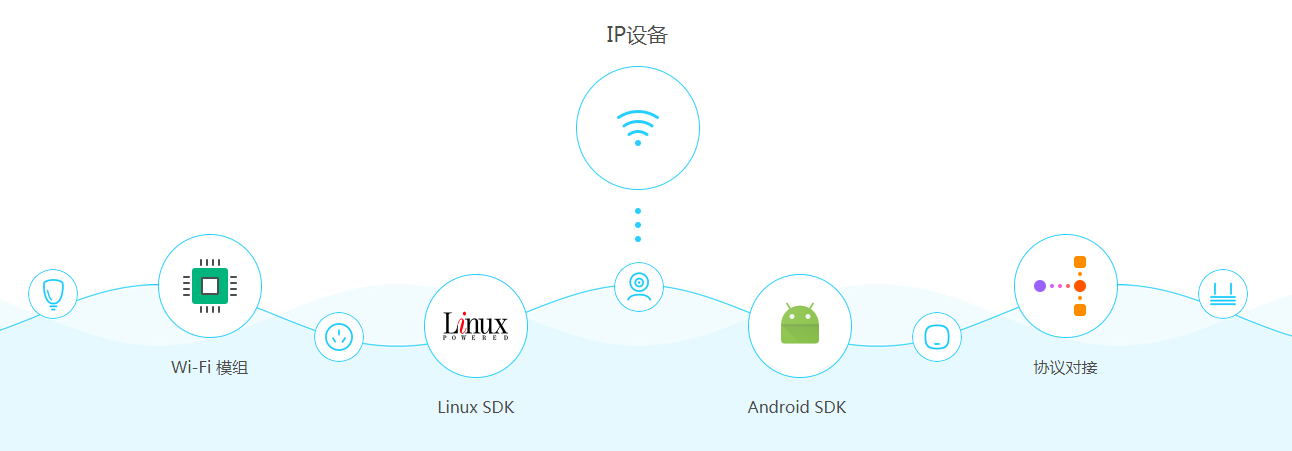 IP设备
Linux
POWERED
Wi-Fi 模组
Linux SDK
Android SDK
协议对接